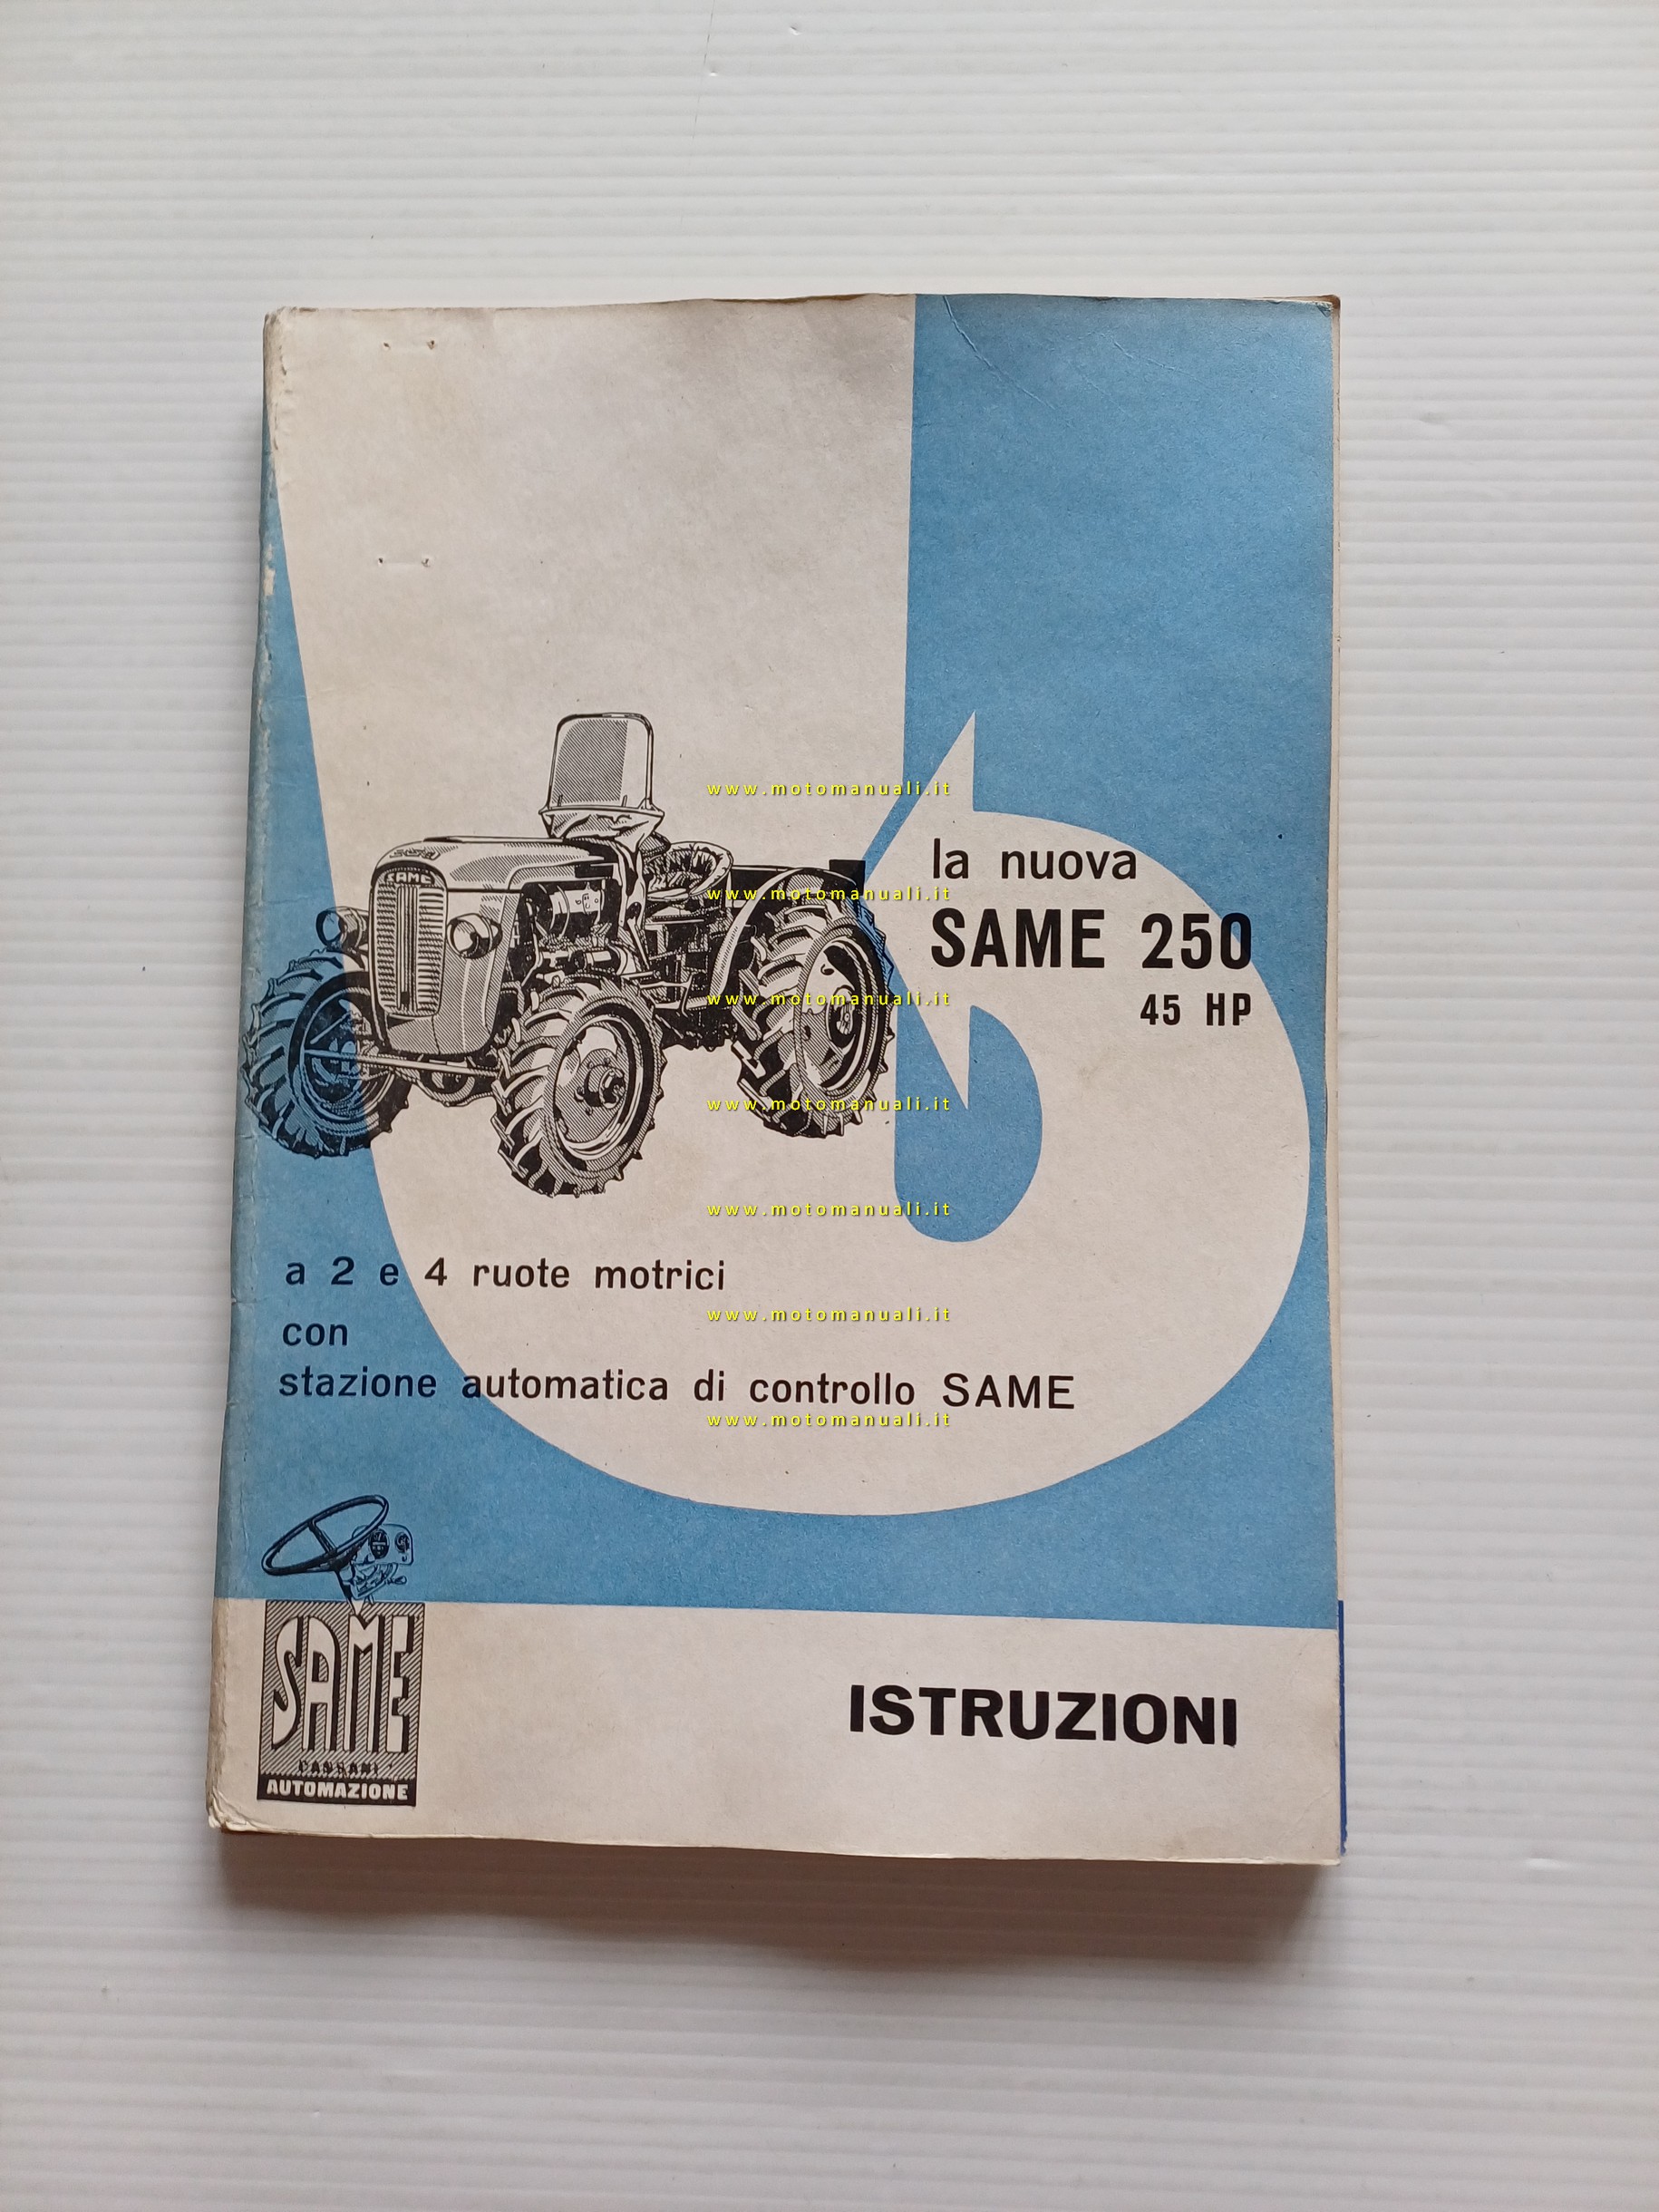 SAME
www.motomanuali.it
la nuova
www.motomanuali.it
SAME 250
www.motomanuali.it
45 HP
www.motomanuali.it
www.motomanuali.it
a 2 e 4 ruote motrici
www.motomanuali.it
con
stazione automatica di controllo SAME
www.motomanuali.it
SAME
CASSANI
AUTOMAZIONE
ISTRUZIONI